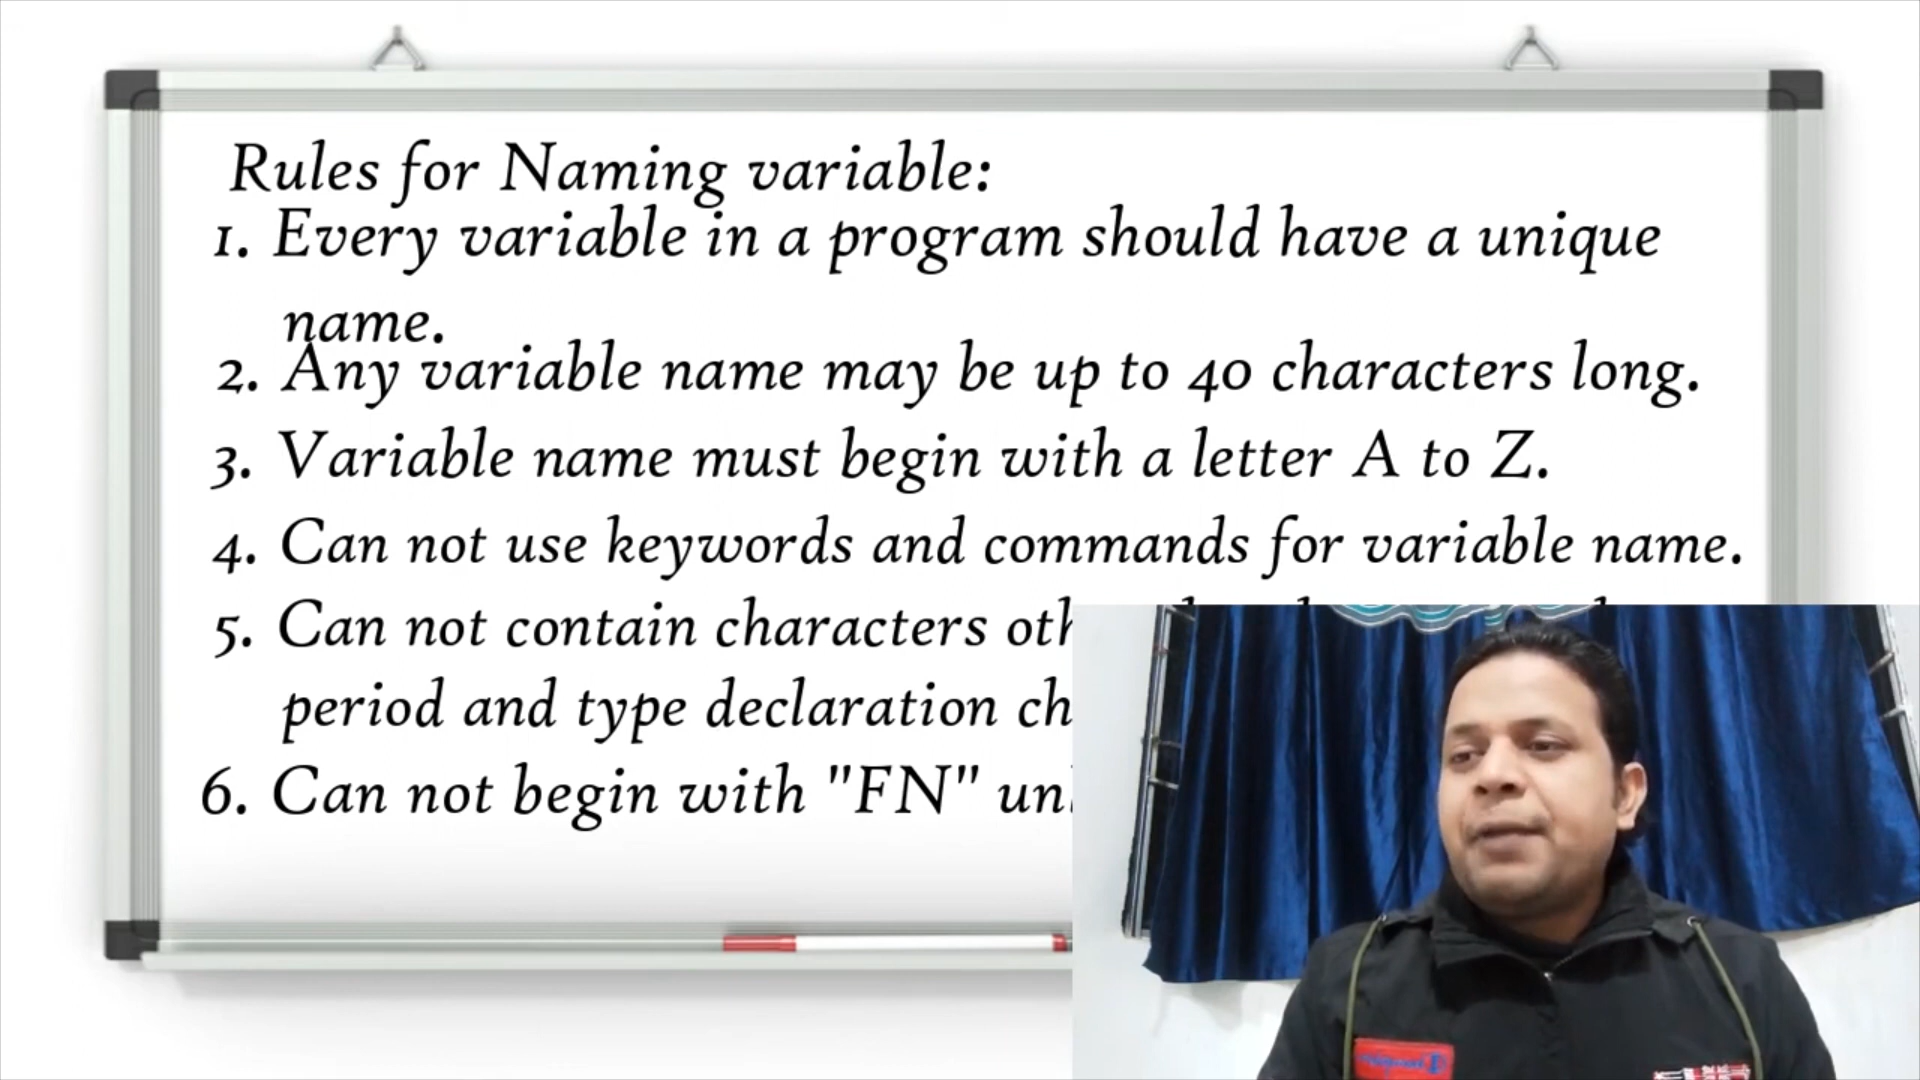 Rules for Naming variable:
1. Every variable in a program should have a unique
name.
2. Any variable name may be up to 40 characters long.
3. Variable name must begin with a letter A to Z.
4. Can not use keywords and commands for variable name.
5. Can not contain characters
period and type declaration
6. Can not begin with "FN"